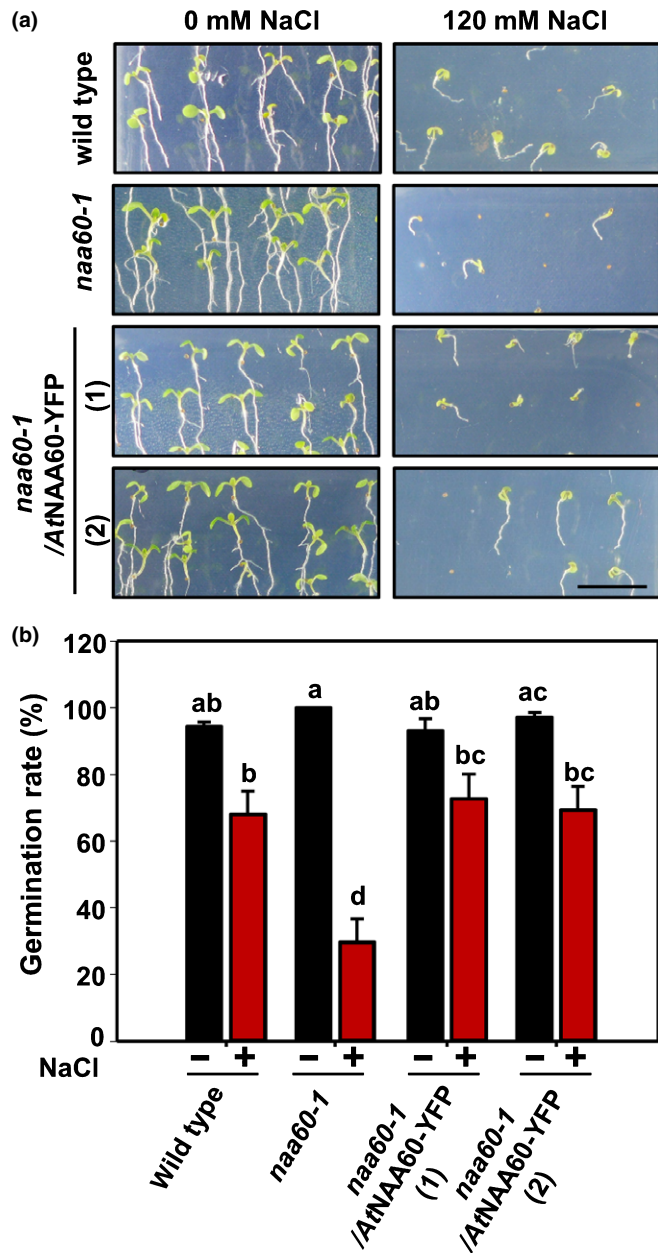 (a)
0 mM NaCl
120 mM NaCl
wild type
naa60-1
naa60-1
/AtNAA60-YFP
(1)
(2)
(b)
Germination rate (%)
120
100
80
60
40
20
0
ab
b
a
d
ab
bc
ac
bc
NaCl
− + − + − + − +
Wild type
naa60-1
naa60-1
/AtNAA60-YFP
(1)
naa60-1
/AtNAA60-YFP
(2)